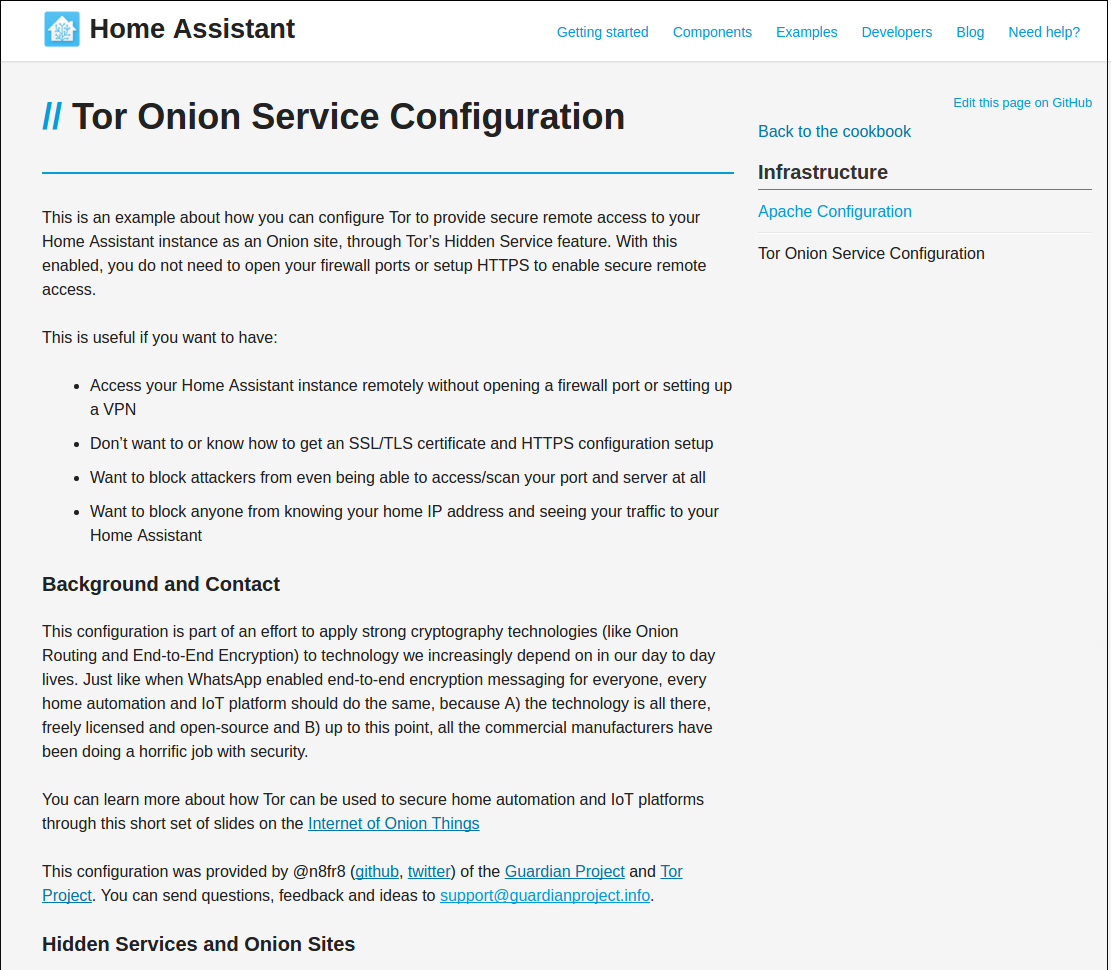 Home Assistant
Getting started Components Examples Developers Blog Need help?
// Tor Onion Service Configuration
This is an example about how you can configure Tor to provide secure remote access to your
Home Assistant instance as an Onion site, through Tor’s Hidden Service feature. With this
enabled, you do not need to open your firewall ports or setup HTTPS to enable secure remote
access.
This is useful if you want to have:
• Access your Home Assistant instance remotely without opening a firewall port or setting up
a VPN
• Don’t want to or know how to get an SSL/TLS certificate and HTTPS configuration setup
• Want to block attackers from even being able to access/scan your port and server at all
• Want to block anyone from knowing your home IP address and seeing your traffic to your
Home Assistant
Background and Contact
This configuration is part of an effort to apply strong cryptography technologies (like Onion
Routing and End-to-End Encryption) to technology we increasingly depend on in our day to day
lives. Just like when WhatsApp enabled end-to-end encryption messaging for everyone, every
home automation and IoT platform should do the same, because A) the technology is all there,
freely licensed and open-source and B) up to this point, all the commercial manufacturers have
been doing a horrific job with security.
You can learn more about how Tor can be used to secure home automation and IoT platforms
through this short set of slides on the Internet of Onion Things
This configuration was provided by @n8fr8 (github, twitter) of the Guardian Project and Tor
Project. You can send questions, feedback and ideas to support@guardianproject.info.
Hidden Services and Onion Sites
Edit this page on GitHub
Back to the cookbook
Infrastructure
Apache Configuration
Tor Onion Service Configuration